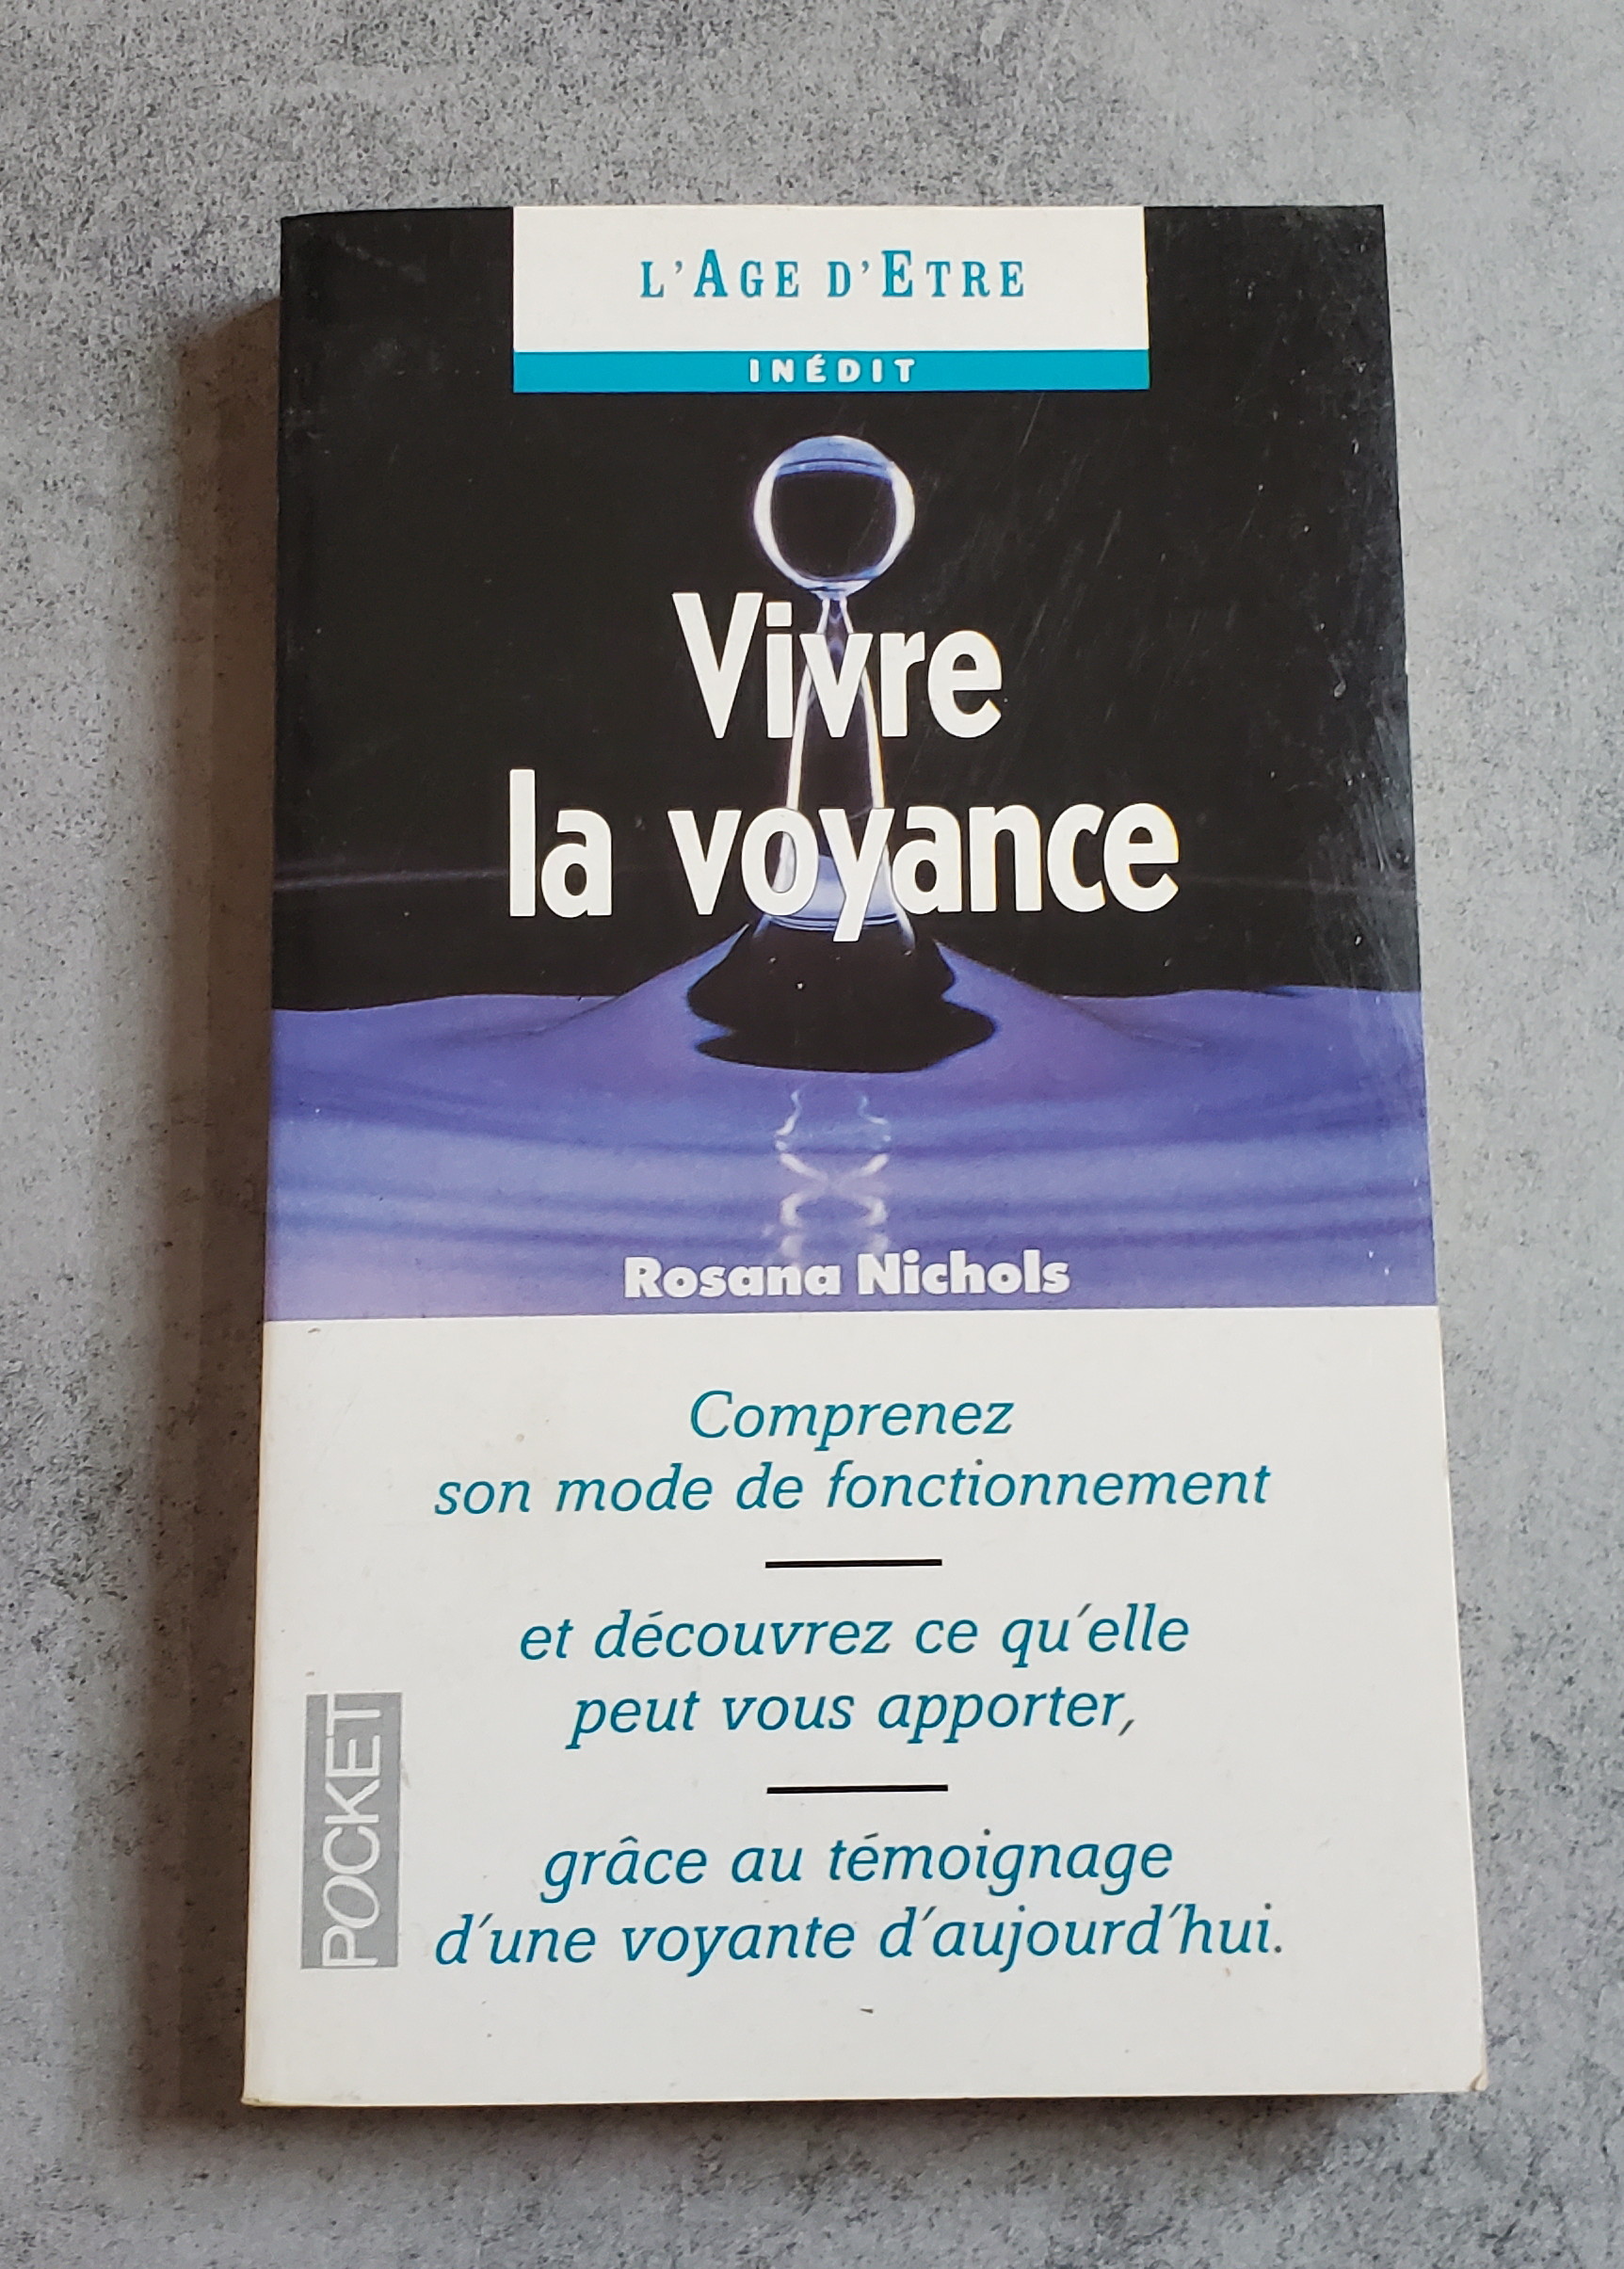 L'AGE D'ETRE
INÉDIT
Vivre
la voyance
Rosana Nichols
Comprenez
son mode de fonctionnement
et découvrez ce qu'elle
peut vous apporter,
grâce au témoignage
d'une voyante d'aujourd'hui.
POCKET